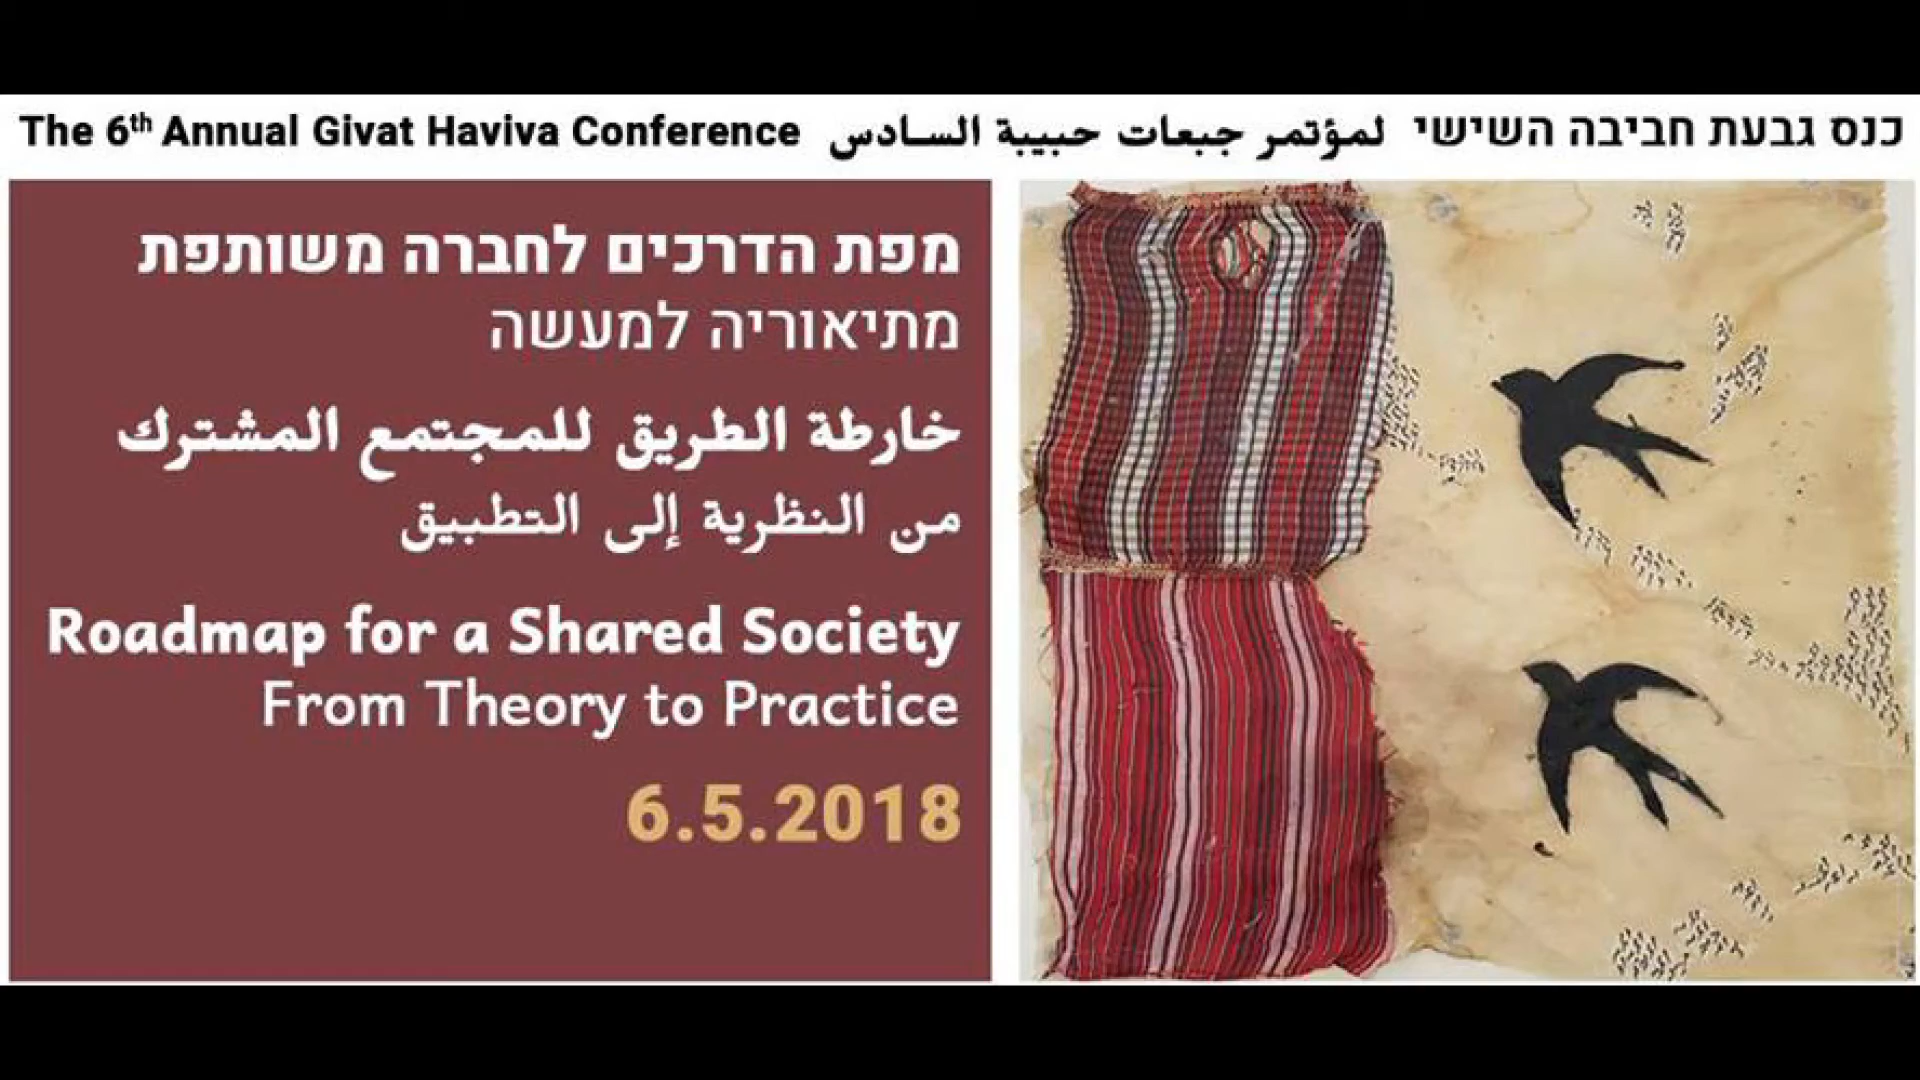 The 6th Annual Givat Haviva Conference لمؤتمر جبعات حبيبة السادس כנס גבעת חביבה השישי
מפת הדרכים לחברה משותפת
מתיאוריה למעשה
خارطة الطريق للمجتمع المشترك
من النظرية إلى التطبيق
Roadmap for a Shared Society
From Theory to Practice
6.5.2018